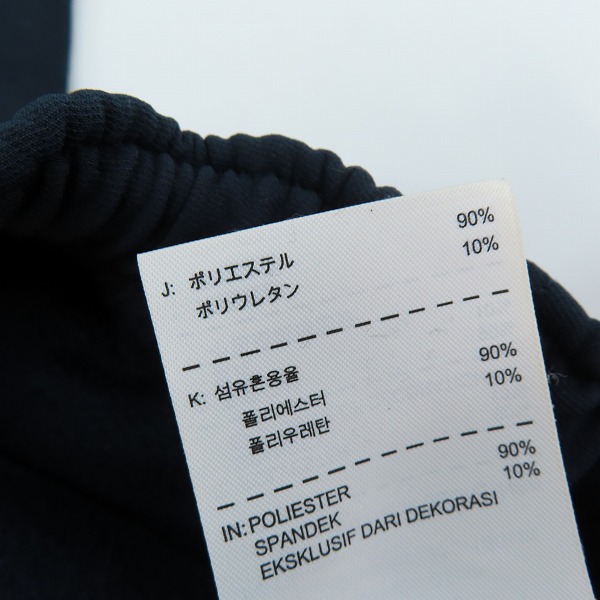 J: ポリエステル 90%
ポリウレタン 10%
K: 섬유혼용율
폴리에스터 90%
폴리우레탄 10%
IN: POLIESTER 90%
SPANDEK 10%
EKSKLUSIF DARI DEKORASI